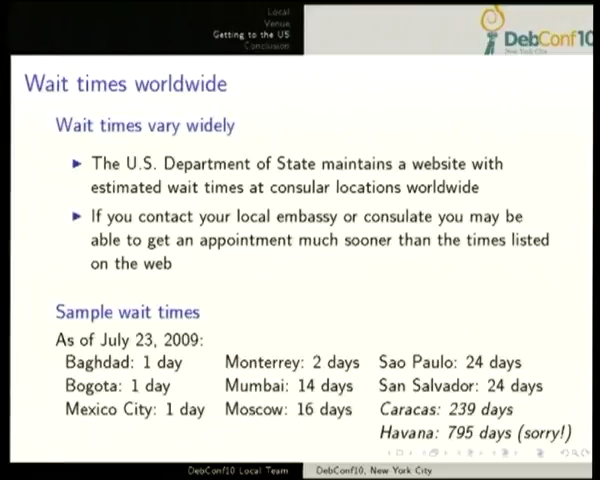 Local
Venue
Getting to the US
Conclusion
DebConf10
New York City
Wait times worldwide
Wait times vary widely
The U.S. Department of State maintains a website with
estimated wait times at consular locations worldwide
If you contact your local embassy or consulate you may be
able to get an appointment much sooner than the times listed
on the web
Sample wait times
As of July 23, 2009:
Baghdad: 1 day Monterrey: 2 days Sao Paulo: 24 days
Bogota: 1 day Mumbai: 14 days San Salvador: 24 days
Mexico City: 1 day Moscow: 16 days Caracas: 239 days
Havana: 795 days (sorry!)
DebConf10 Local Team DebConf10, New York City